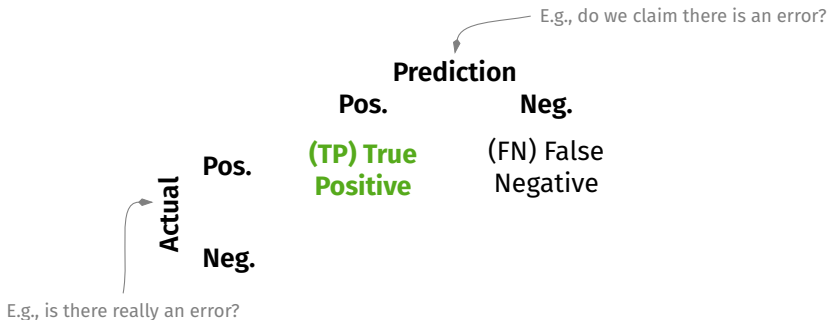 E.g., do we claim there is an error?
Prediction
Pos. Neg.
Pos. (TP) True Positive (FN) False Negative
Actual
Neg.
E.g., is there really an error?